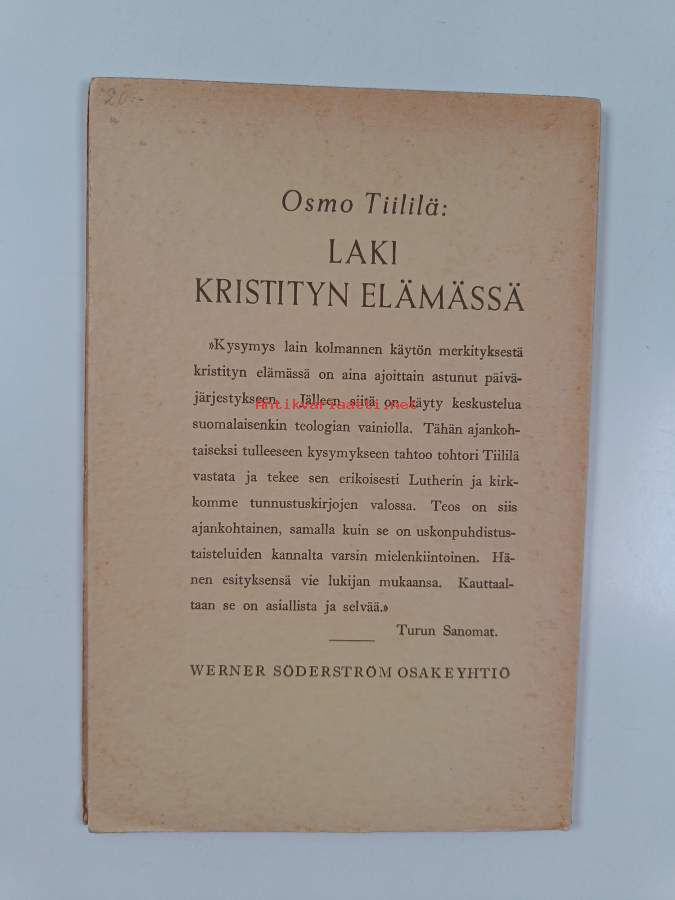 20:-
Osmo Tiililä:
LAKI
KRISTITYN ELÄMÄSSÄ
»Kysymys lain kolmannen käytön merkityksestä
kristityn elämässä on aina ajoittain astunut päivä-
järjestykseen. Jälleen siitä on käyty keskustelua
Antikvariaatti.net
suomalaisenkin teologian vainiolla. Tähän ajankoh-
taiseksi tulleeseen kysymykseen tahtoo tohtori Tiililä
vastata ja tekee sen erikoisesti Lutherin ja kirk-
komme tunnustuskirjojen valossa. Teos on siis
ajankohtainen, samalla kuin se on uskonpuhdistus-
taisteluiden kannalta varsin mielenkiintoinen. Hä-
nen esityksensä vie lukijan mukaansa. Kauttaal-
taan se on asiallista ja selvää.»
Turun Sanomat.
WERNER SÖDERSTRÖM OSAKEYHTIÖ